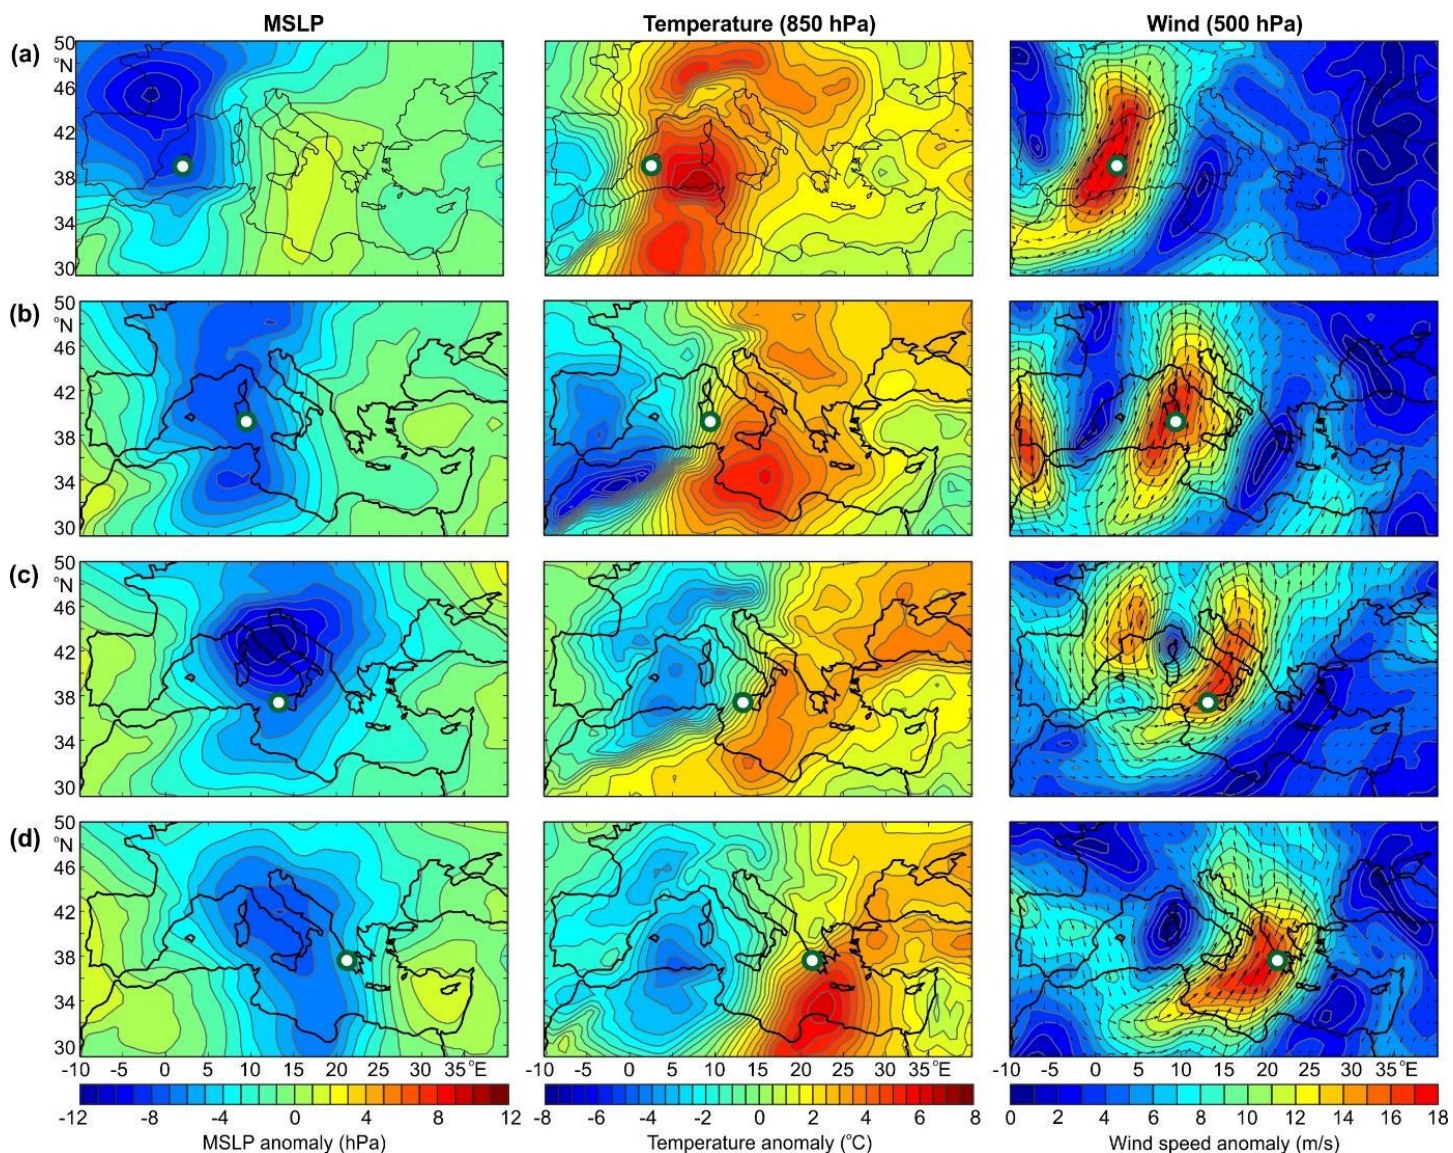 MSLP Temperature (850 hPa) Wind (500 hPa)
(a)
50
°N
46
42
38
34
30
(b)
50
°N
46
42
38
34
30
(c)
50
°N
46
42
38
34
30
(d)
50
°N
46
42
38
34
30
-10 -5 0 5 10 15 20 25 30 35°E
-10 -5 0 5 10 15 20 25 30 35°E
-10 -5 0 5 10 15 20 25 30 35°E
-12 -8 -4 0 4 8 12
MSLP anomaly (hPa)
-8 -6 -4 -2 0 2 4 6 8
Temperature anomaly (°C)
0 2 4 6 8 10 12 14 16 18
Wind speed anomaly (m/s)